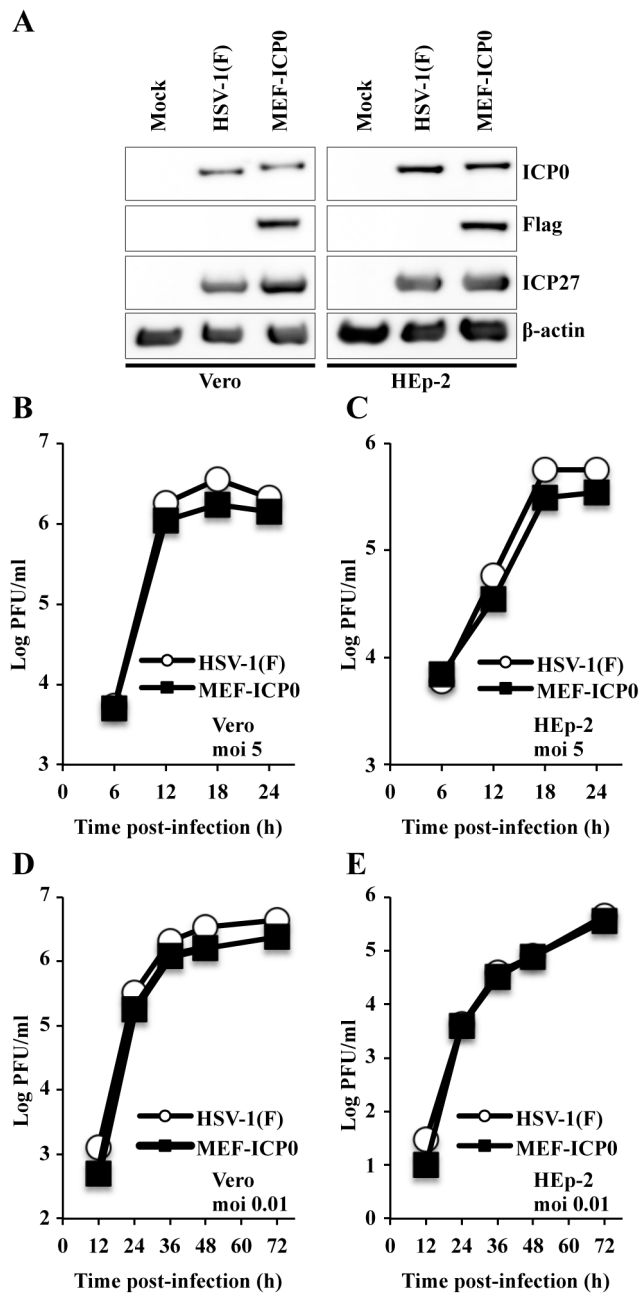 A
Mock
HSV-1(F)
MEF-ICP0
Mock
HSV-1(F)
MEF-ICP0
ICP0
Flag
ICP27
β-actin
Vero
HEp-2
B
7
6
5
4
3
Log PFU/ml
HSV-1(F)
MEF-ICP0
Vero
moi 5
0 6 12 18 24
Time post-infection (h)
C
6
5
4
3
Log PFU/ml
HSV-1(F)
MEF-ICP0
HEp-2
moi 5
0 6 12 18 24
Time post-infection (h)
D
7
6
5
4
3
2
Log PFU/ml
HSV-1(F)
MEF-ICP0
Vero
moi 0.01
0 12 24 36 48 60 72
Time post-infection (h)
E
6
5
4
3
2
1
0
Log PFU/ml
HSV-1(F)
MEF-ICP0
HEp-2
moi 0.01
0 12 24 36 48 60 72
Time post-infection (h)